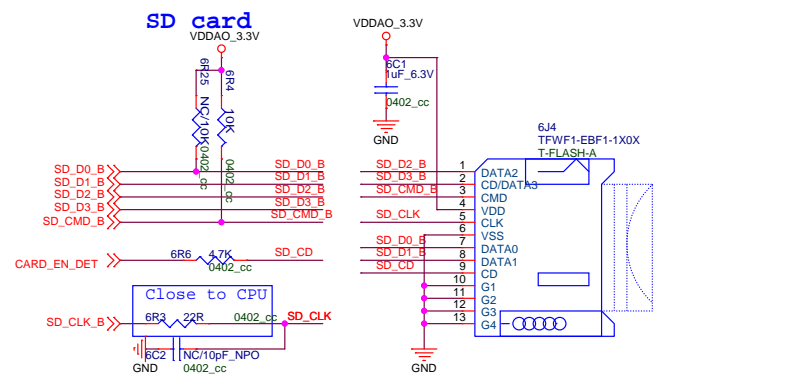 SD card
VDDAO_3.3V
6R25
NC/10K
0402_cc
6R4
10K
0402_cc
SD_D0_B
SD_D1_B
SD_D2_B
SD_D3_B
SD_CMD_B
SD_D0_B
SD_D1_B
SD_D2_B
SD_D3_B
SD_CMD_B
CARD_EN_DET
6R6
4.7K
0402_cc
SD_CD
Close to CPU
SD_CLK_B
6R3
22R
0402_cc
SD_CLK
GND
6C2
NC/10pF_NPO
0402_cc
VDDAO_3.3V
6C1
1uF_6.3V
0402_cc
GND
6J4
TFWF1-EBF1-1X0X
T-FLASH-A
SD_D2_B 1 DATA2
SD_D3_B 2 CD/DATA3
SD_CMD_B 3 CMD
4 VDD
SD_CLK 5 CLK
6 VSS
SD_D0_B 7 DATA0
SD_D1_B 8 DATA1
SD_CD 9 CD
10 G1
11 G2
12 G3
13 G4
GND